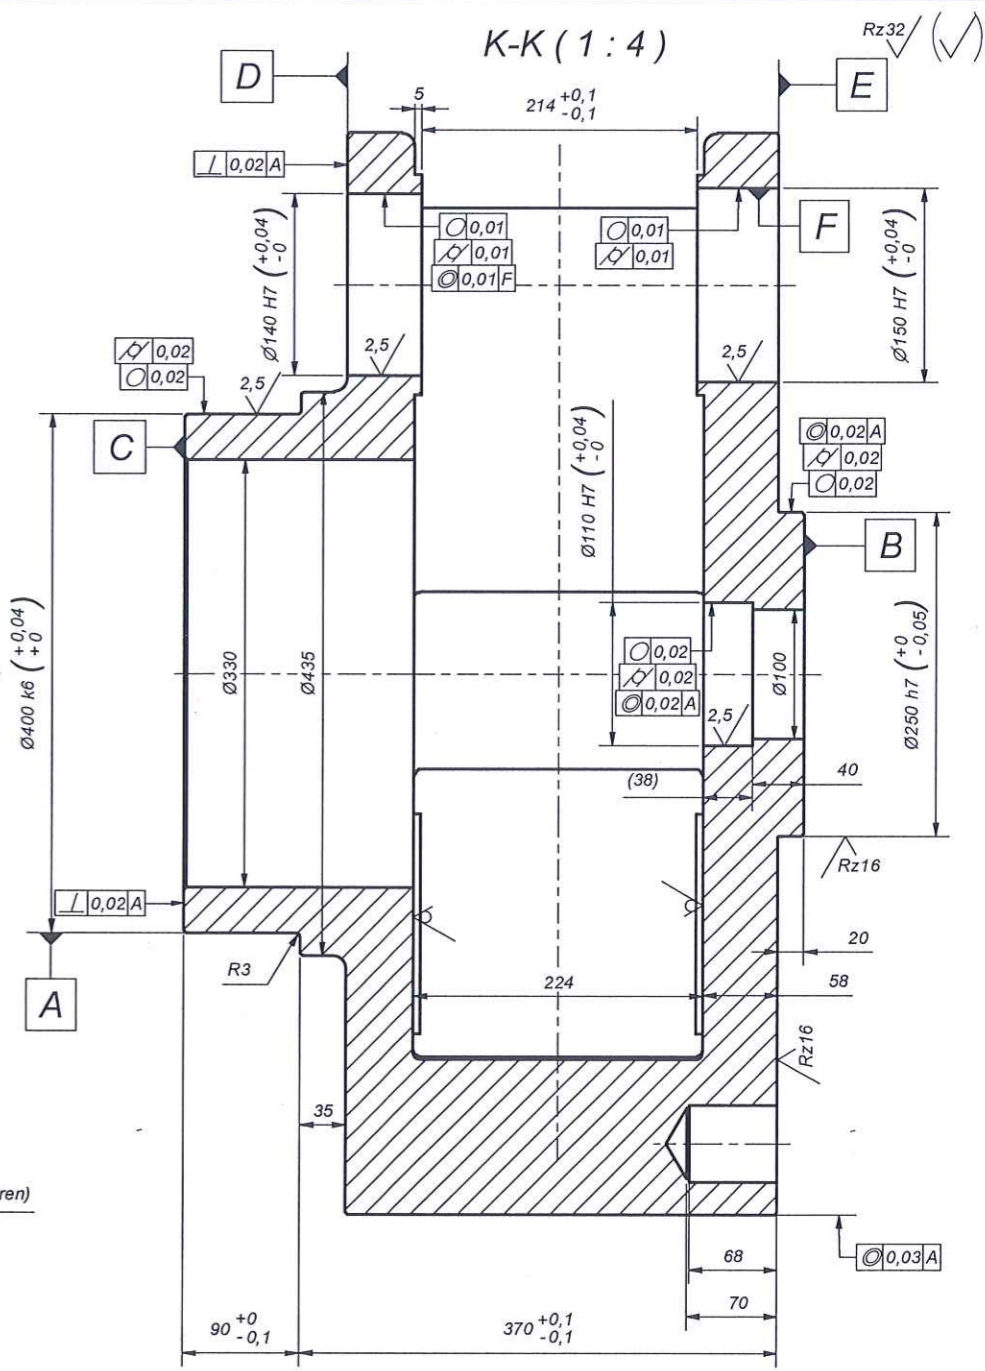 K-K ( 1 : 4 )
Rz32 (√)
D
E
5
214 +0,1 -0,1
⊥ 0,02 A
Ø140 H7 (+0,04 -0)
○ 0,01
⌭ 0,01
◎ 0,01 F
○ 0,01
⌭ 0,01
F
Ø150 H7 (+0,04 -0)
⌭ 0,02
○ 0,02
2,5
2,5
2,5
C
Ø110 H7 (+0,04 -0)
◎ 0,02 A
⌭ 0,02
○ 0,02
B
Ø400 k6 (+0,04 +0)
Ø330
Ø435
○ 0,02
⌭ 0,02
◎ 0,02 A
2,5
Ø100
Ø250 h7 (+0 -0,05)
(38)
40
Rz16
⊥ 0,02 A
A
R3
224
58
20
Rz16
35
ren)
68
◎ 0,03 A
70
90 +0 -0,1
370 +0,1 -0,1